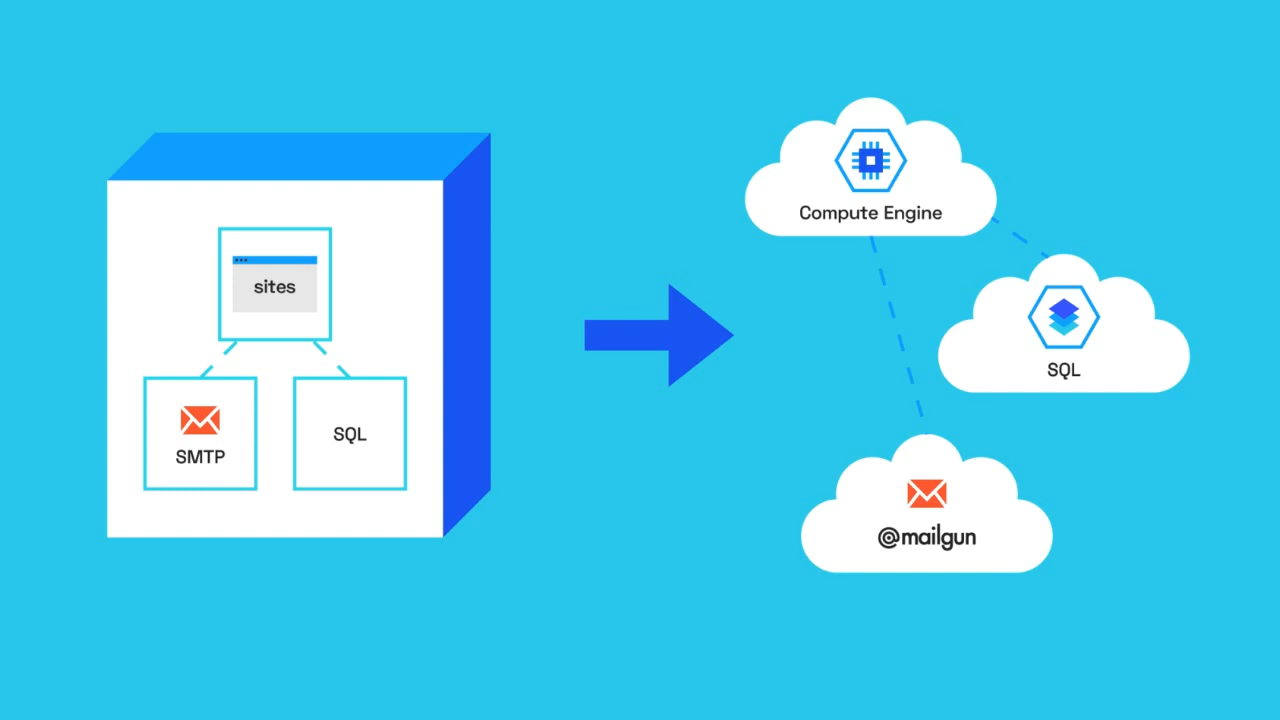 sites
SMTP
SQL
Compute Engine
SQL
@mailgun